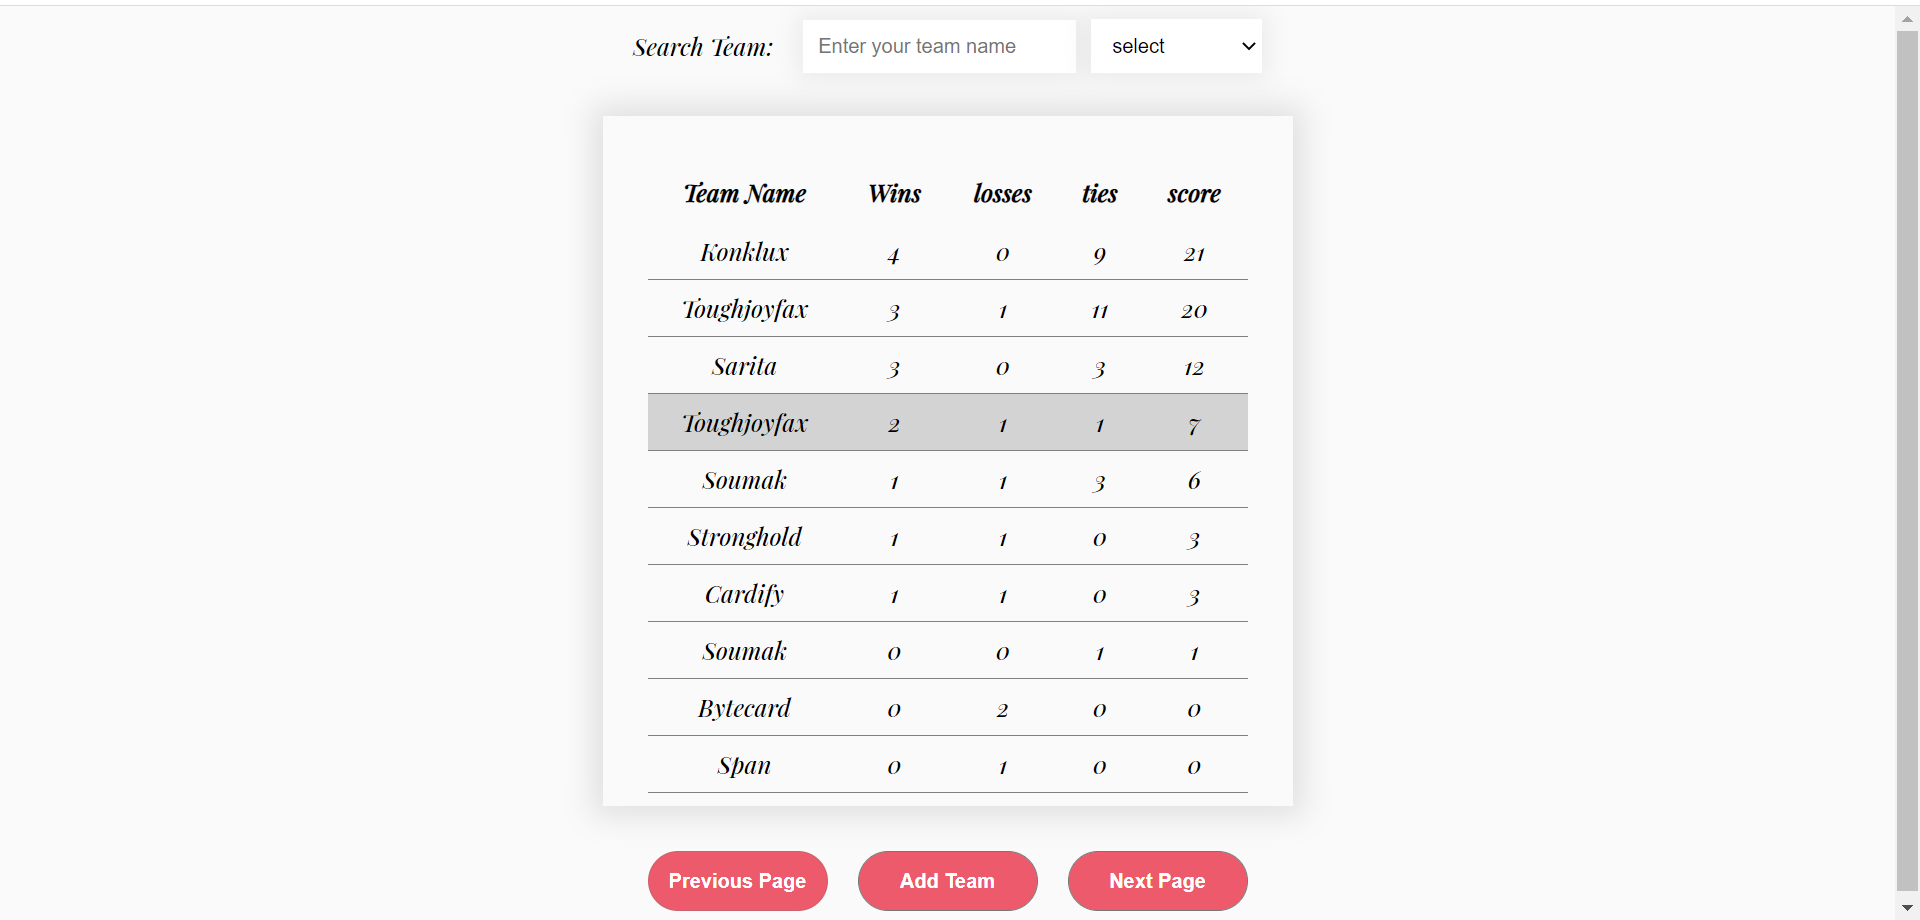 Search Team: Enter your team name select
Team Name Wins losses ties score
Konklux 4 0 9 21
Toughjoyfax 3 1 11 20
Sarita 3 0 3 12
Toughjoyfax 2 1 1 7
Soumak 1 1 3 6
Stronghold 1 1 0 3
Cardify 1 1 0 3
Soumak 0 0 1 1
Bytecard 0 2 0 0
Span 0 1 0 0
Previous Page Add Team Next Page